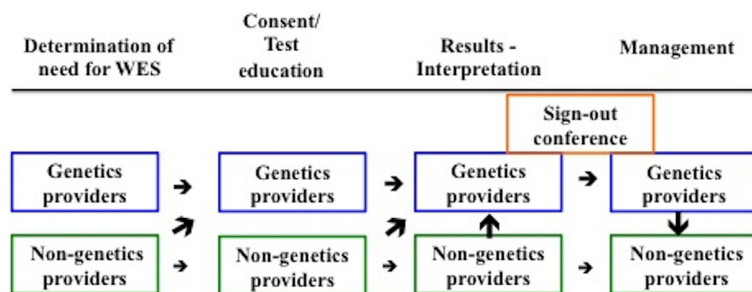 Determination of
need for WES
Consent/
Test
education
Results -
Interpretation
Management
Sign-out
conference
Genetics
providers
Genetics
providers
Genetics
providers
Genetics
providers
Non-genetics
providers
Non-genetics
providers
Non-genetics
providers
Non-genetics
providers